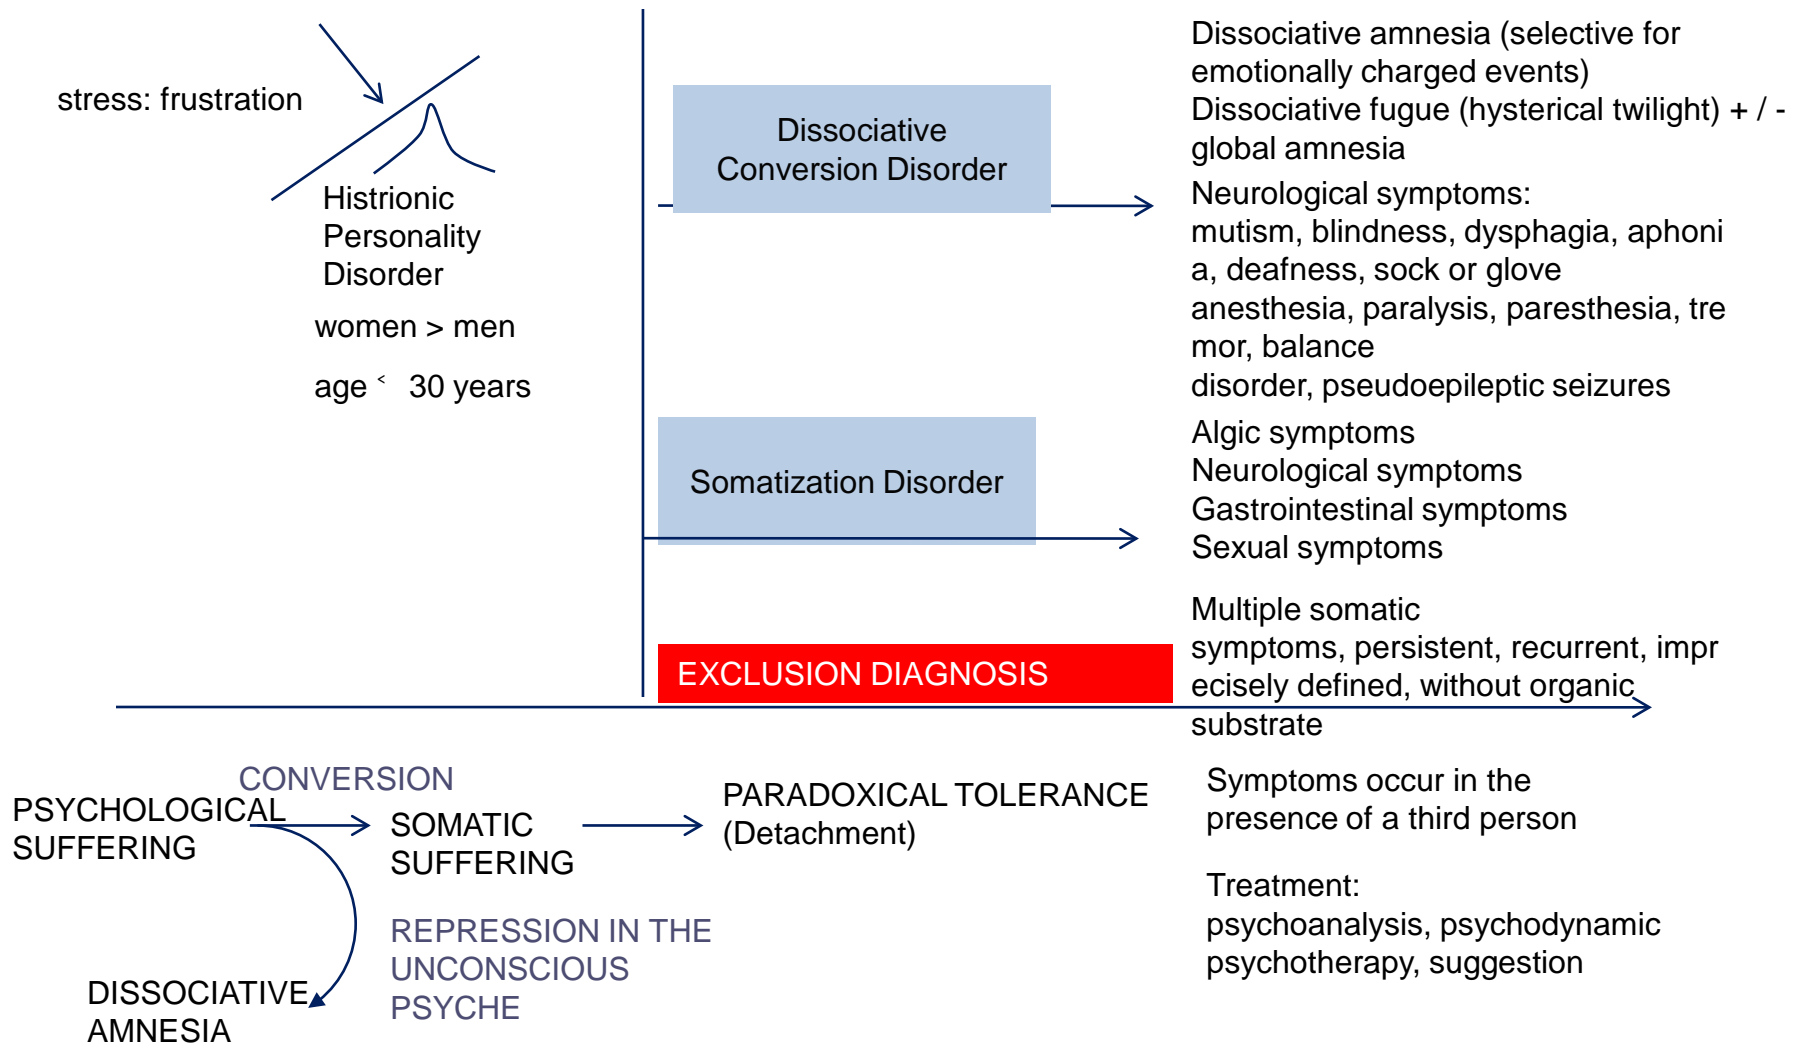 stress: frustration
Histrionic
Personality
Disorder
women > men
age < 30 years
Dissociative
Conversion Disorder
Dissociative amnesia (selective for
emotionally charged events)
Dissociative fugue (hysterical twilight) + / -
global amnesia
Neurological symptoms:
mutism, blindness, dysphagia, aphoni
a, deafness, sock or glove
anesthesia, paralysis, paresthesia, tre
mor, balance
disorder, pseudoepileptic seizures
Somatization Disorder
Algic symptoms
Neurological symptoms
Gastrointestinal symptoms
Sexual symptoms
EXCLUSION DIAGNOSIS
Multiple somatic
symptoms, persistent, recurrent, impr
ecisely defined, without organic
substrate
CONVERSION
PSYCHOLOGICAL
SUFFERING
SOMATIC
SUFFERING
PARADOXICAL TOLERANCE
(Detachment)
Symptoms occur in the
presence of a third person
REPRESSION IN THE
UNCONSCIOUS
PSYCHE
DISSOCIATIVE
AMNESIA
Treatment:
psychoanalysis, psychodynamic
psychotherapy, suggestion